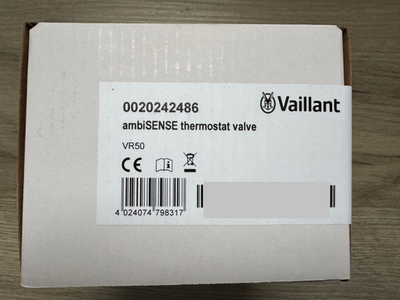 0020242486
Vaillant
ambiSENSE thermostat valve
VR50
CE
4 024074 798317